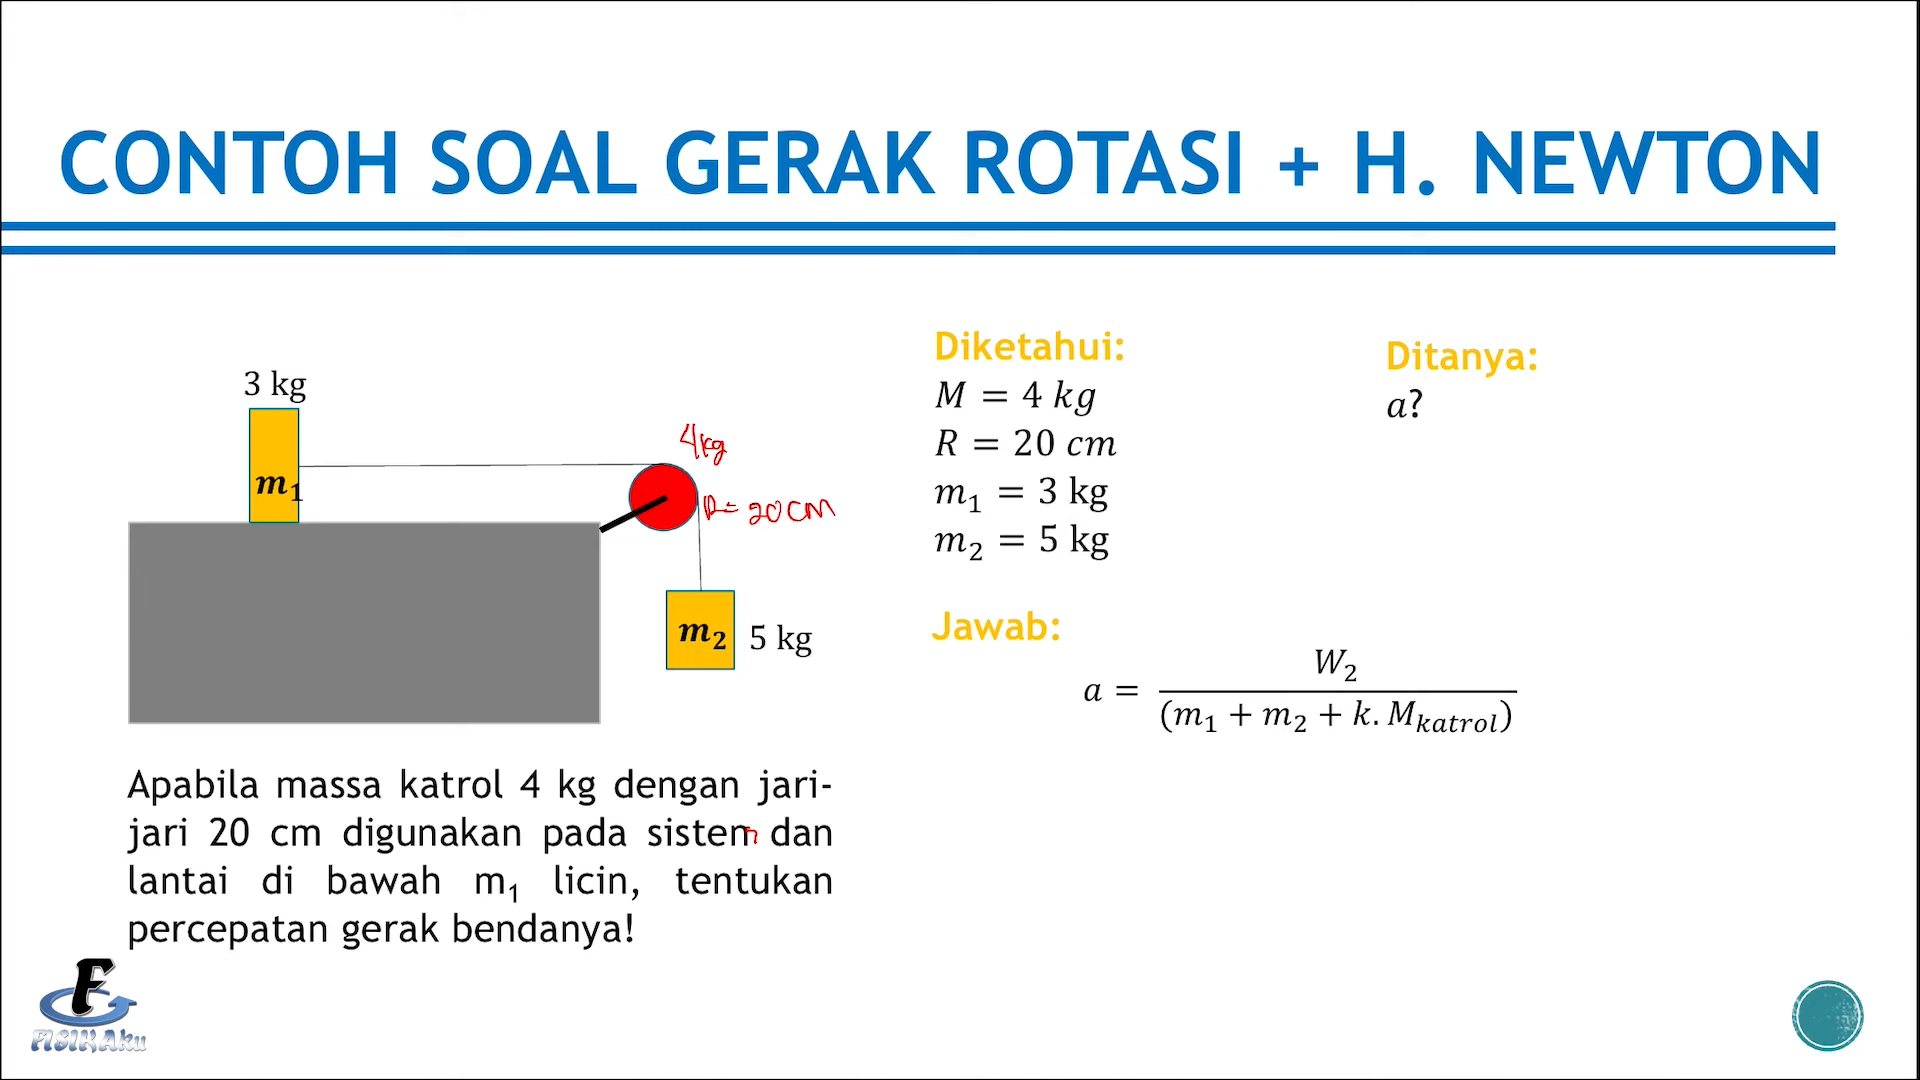 CONTOH SOAL GERAK ROTASI + H. NEWTON
3 kg
m₁
4kg
R = 20 CM
m₂
5 kg
Apabila massa katrol 4 kg dengan jari-
jari 20 cm digunakan pada sistem dan
lantai di bawah m₁ licin, tentukan
percepatan gerak bendanya!
Diketahui:
M = 4 kg
R = 20 cm
m₁ = 3 kg
m₂ = 5 kg
Ditanya:
a?
Jawab:
a = W₂ / (m₁ + m₂ + k. M_katrol)
F
FISIKAku